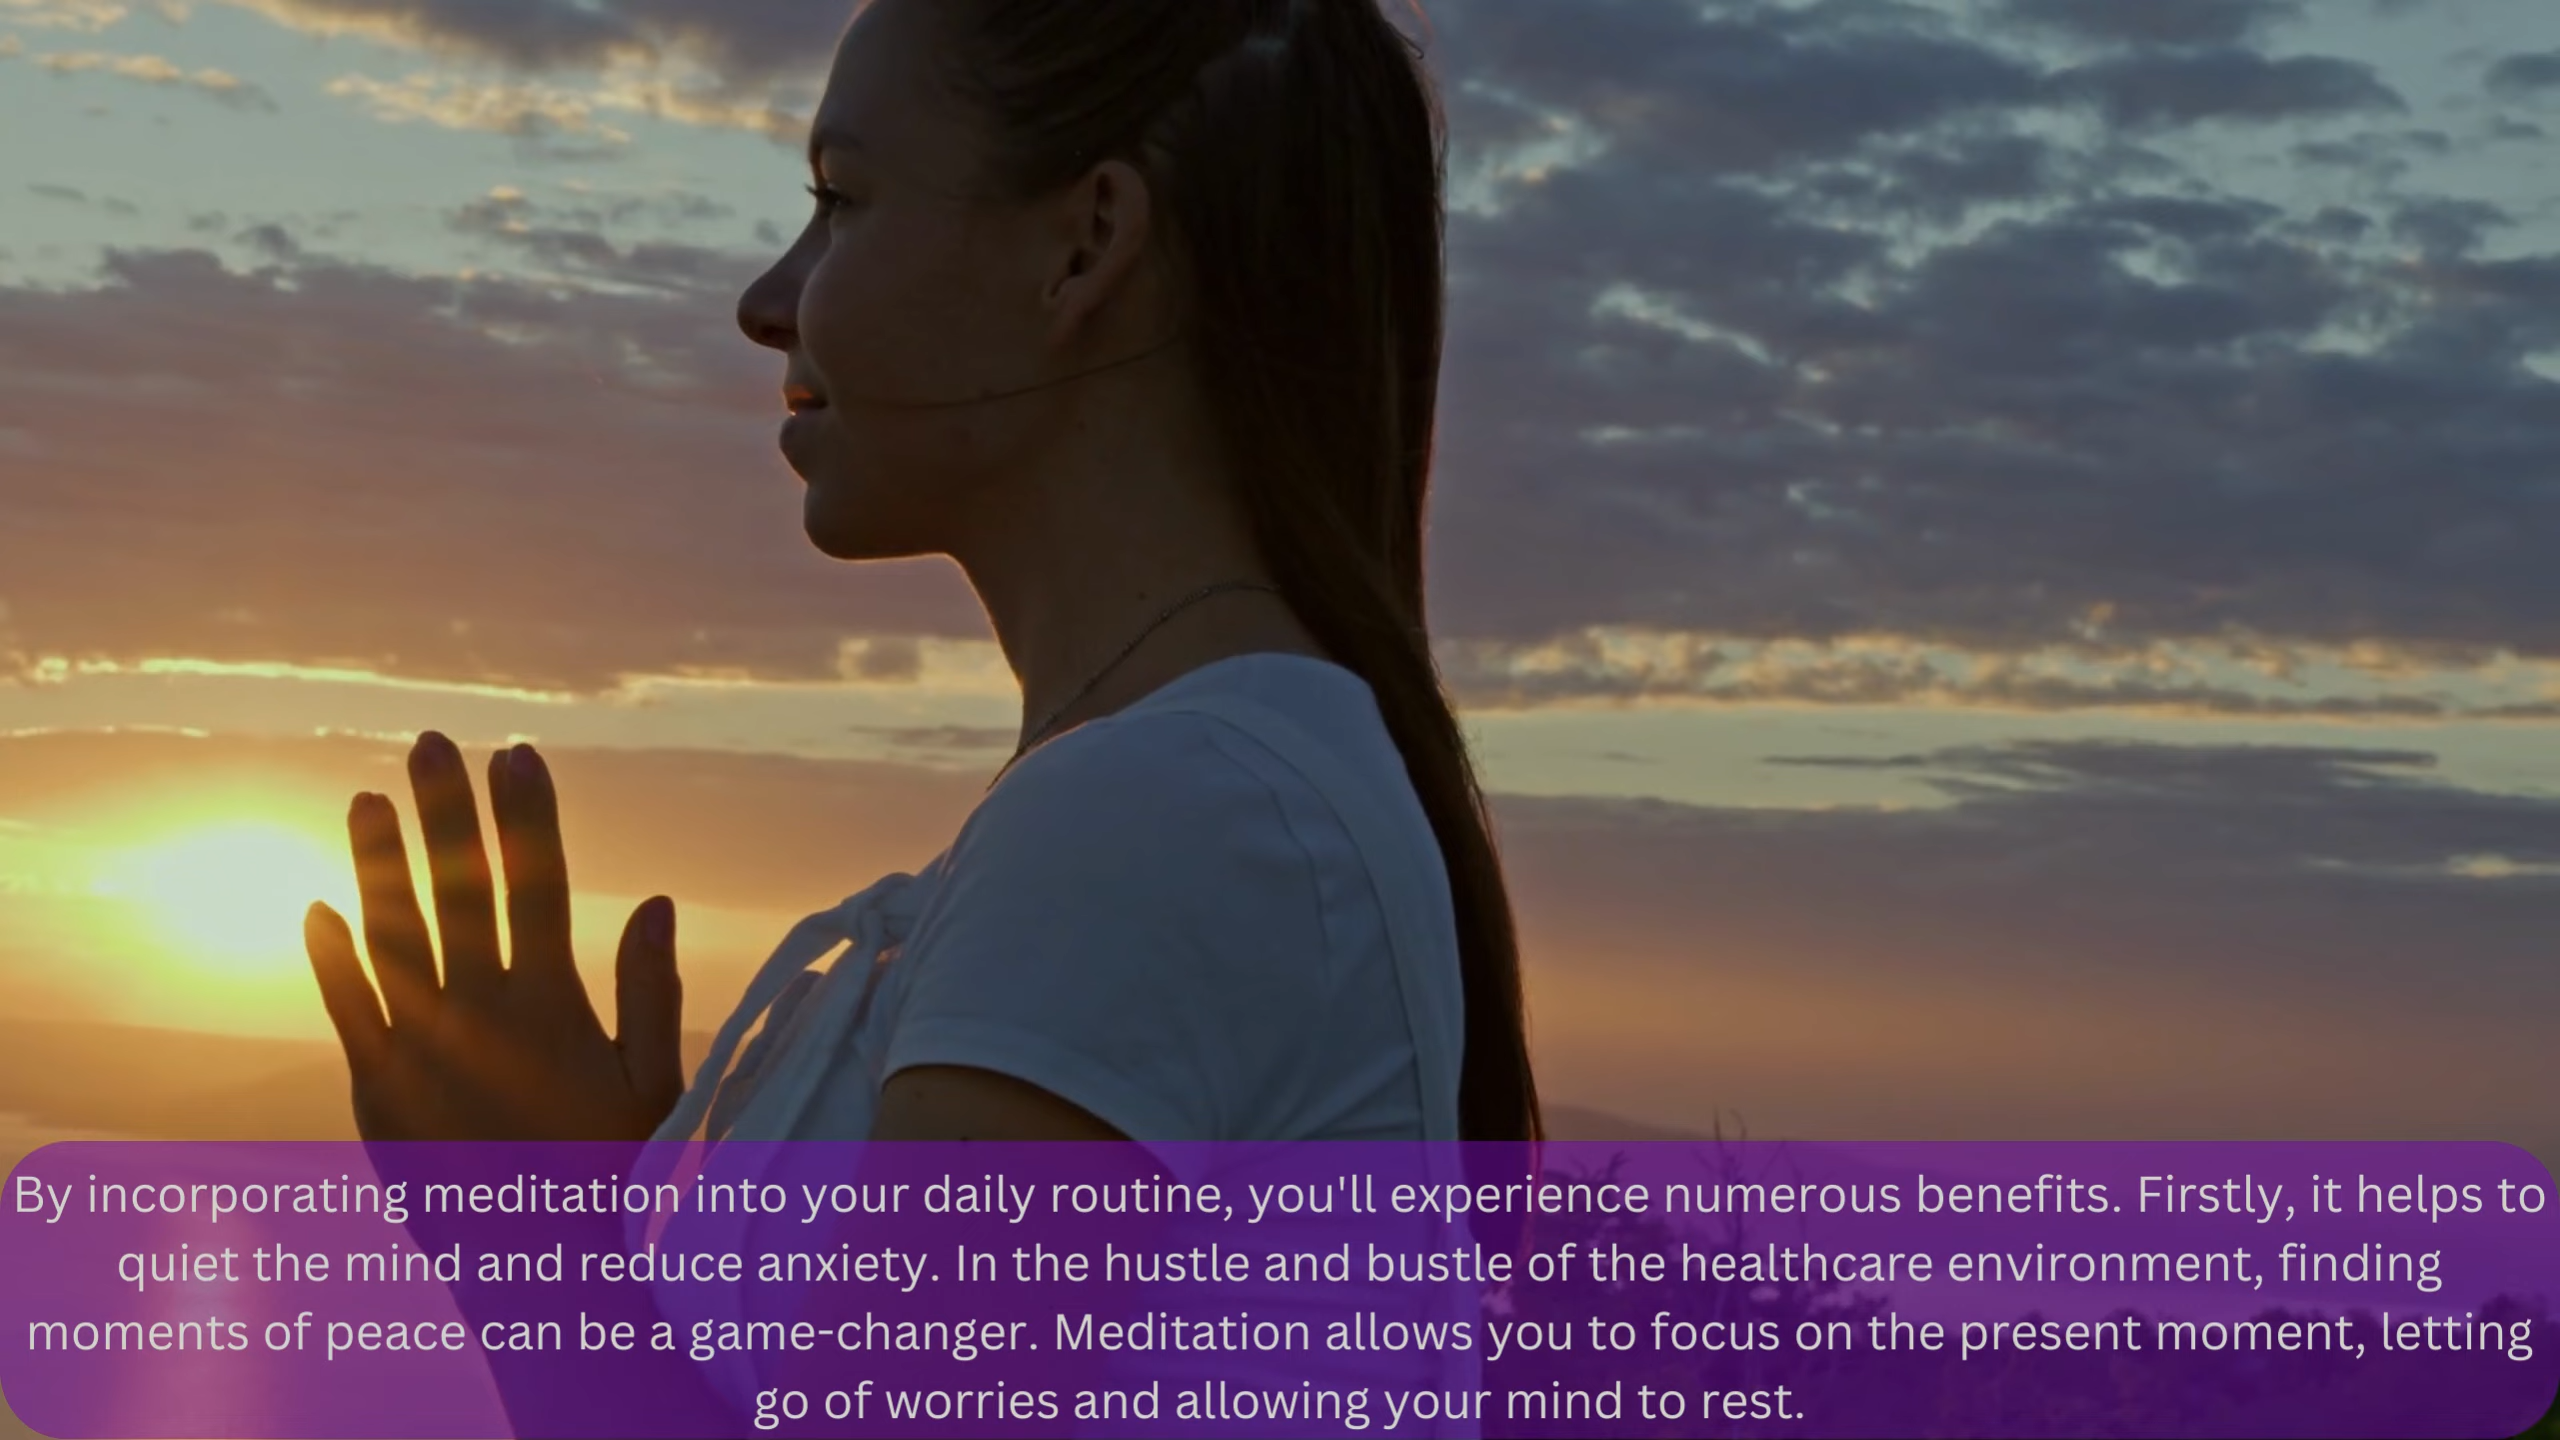 By incorporating meditation into your daily routine, you'll experience numerous benefits. Firstly, it helps to
quiet the mind and reduce anxiety. In the hustle and bustle of the healthcare environment, finding
moments of peace can be a game-changer. Meditation allows you to focus on the present moment, letting
go of worries and allowing your mind to rest.